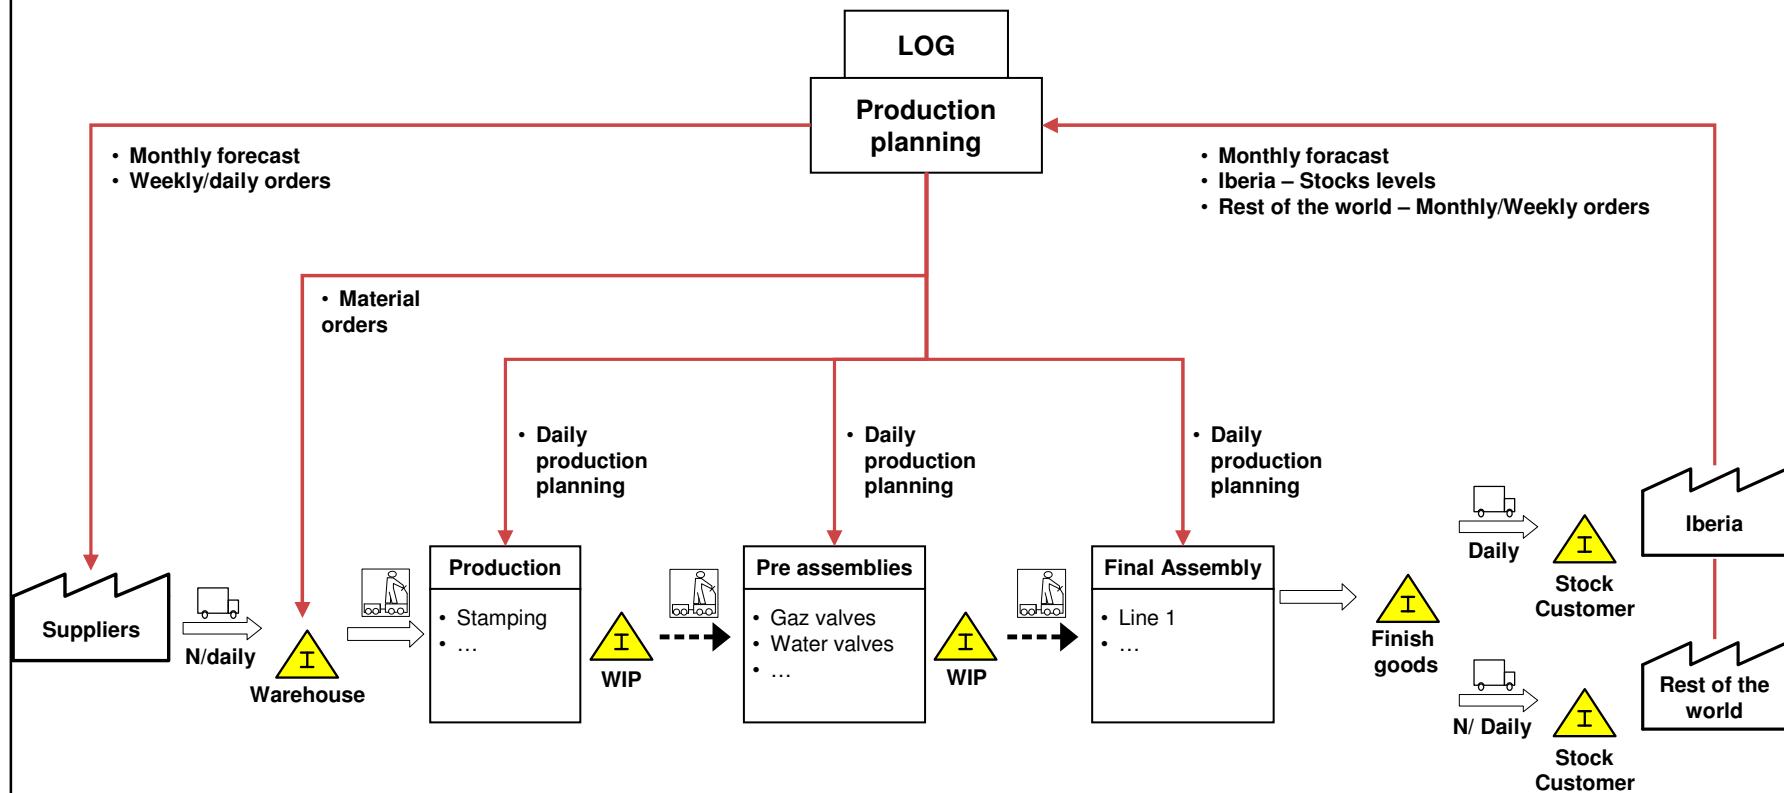 LOG
Production
planning
• Monthly forecast
• Weekly/daily orders
• Monthly foracast
• Iberia – Stocks levels
• Rest of the world – Monthly/Weekly orders
• Material
orders
• Daily
production
planning
• Daily
production
planning
• Daily
production
planning
Suppliers
N/daily
I
Warehouse
Production
• Stamping
• …
I
WIP
Pre assemblies
• Gaz valves
• Water valves
• …
I
WIP
Final Assembly
• Line 1
• …
I
Finish
goods
Daily
I
Stock
Customer
Iberia
N/ Daily
I
Stock
Customer
Rest of the
world